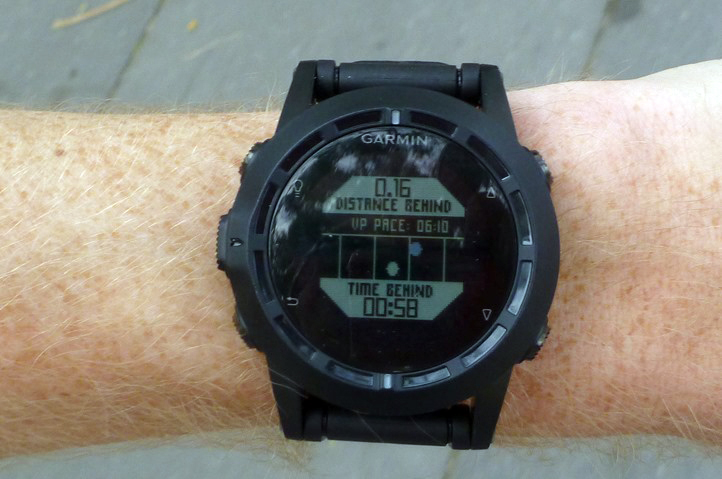 GARMIN
0.16
DISTANCE BEHIND
VP PACE: 06:10
TIME BEHIND
00:58